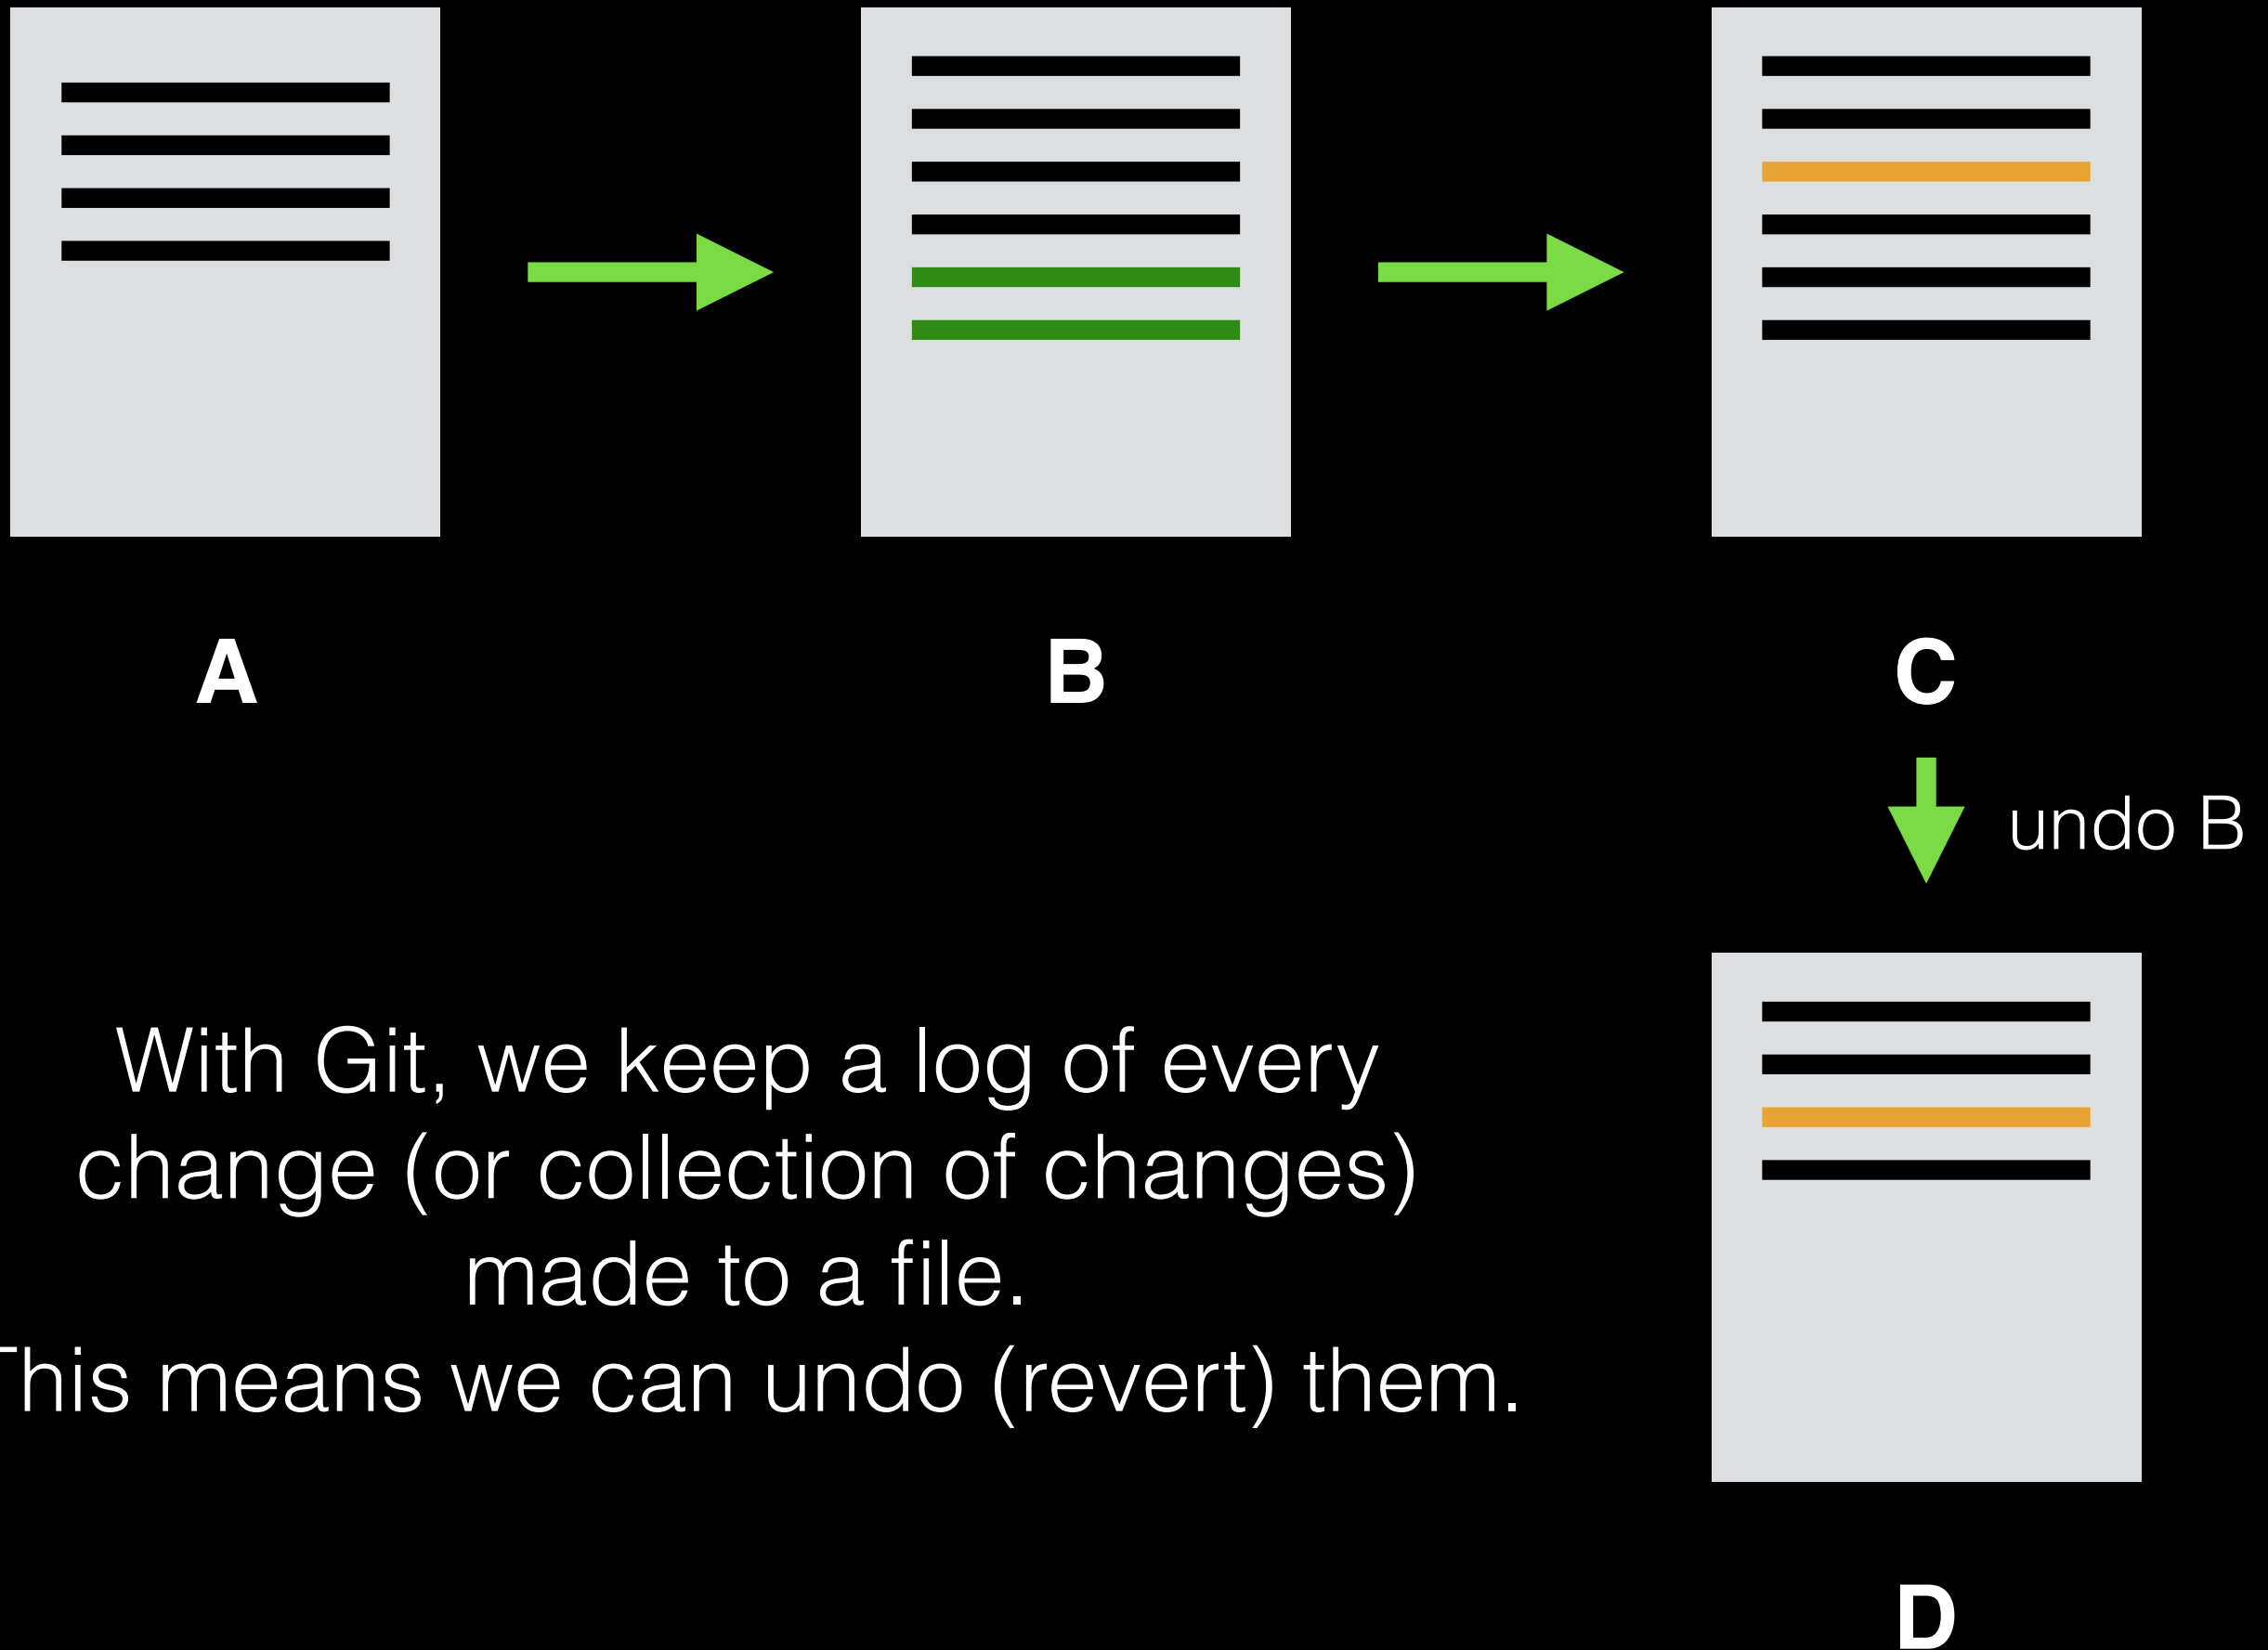 A
B
C
undo B
With Git, we keep a log of every
change (or collection of changes)
made to a file.
This means we can undo (revert) them.
D